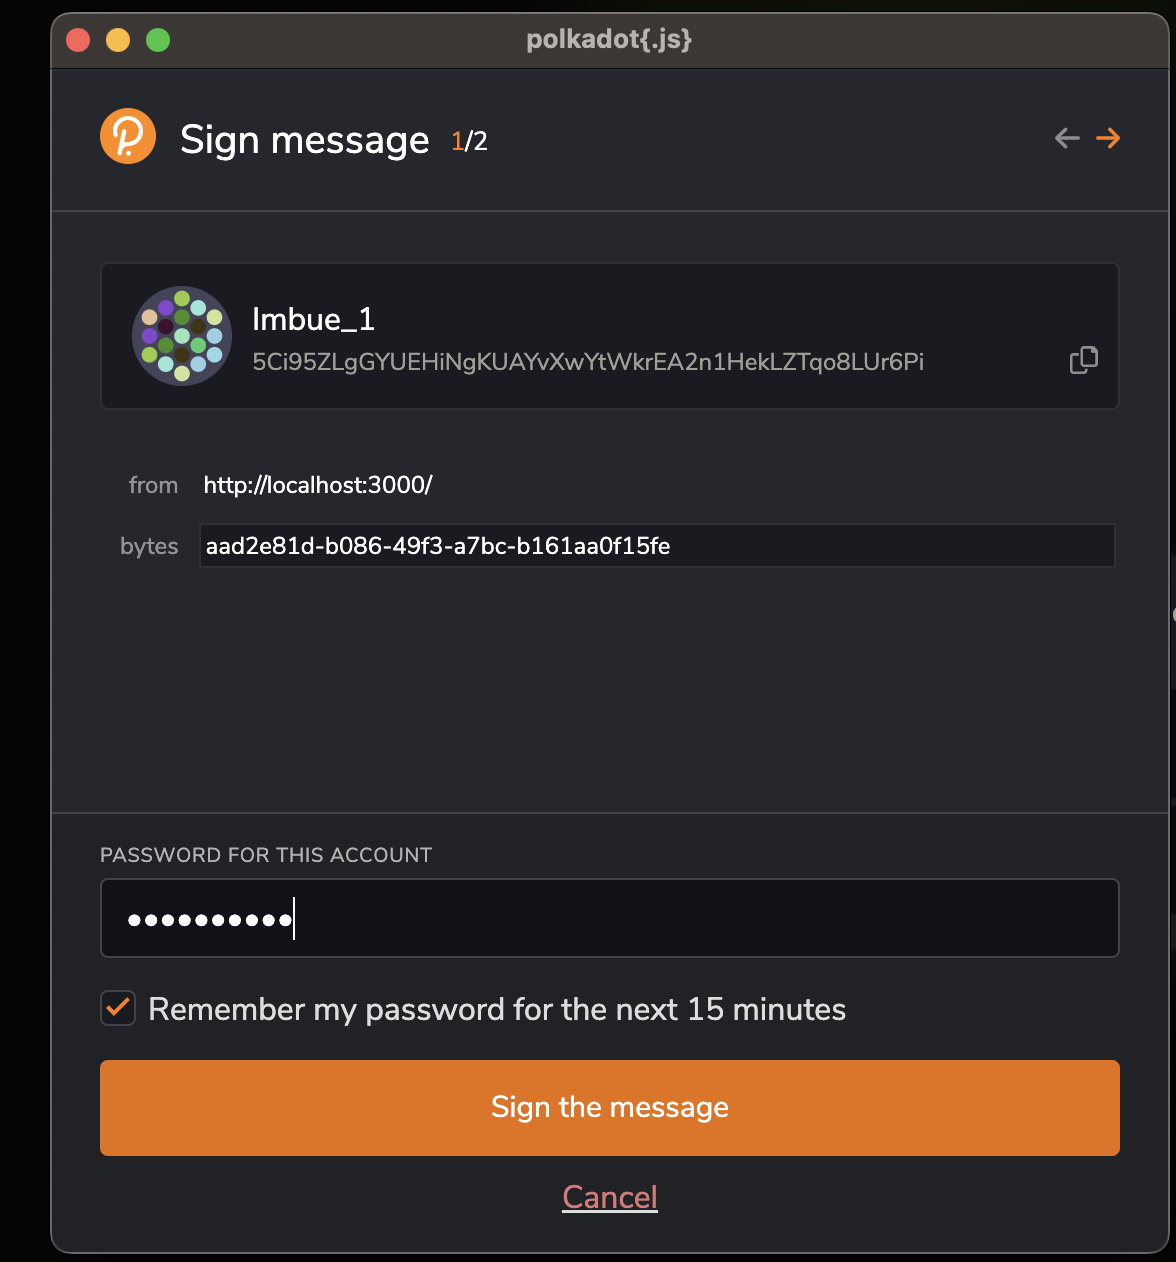 polkadot{.js}
Sign message 1/2
Imbue_1
5Ci95ZLgGYUEHiNgKUAYvXwYtWkrEA2n1HekLZTqo8LUr6Pi
from http://localhost:3000/
bytes aad2e81d-b086-49f3-a7bc-b161aa0f15fe
PASSWORD FOR THIS ACCOUNT
••••••••••
Remember my password for the next 15 minutes
Sign the message
Cancel